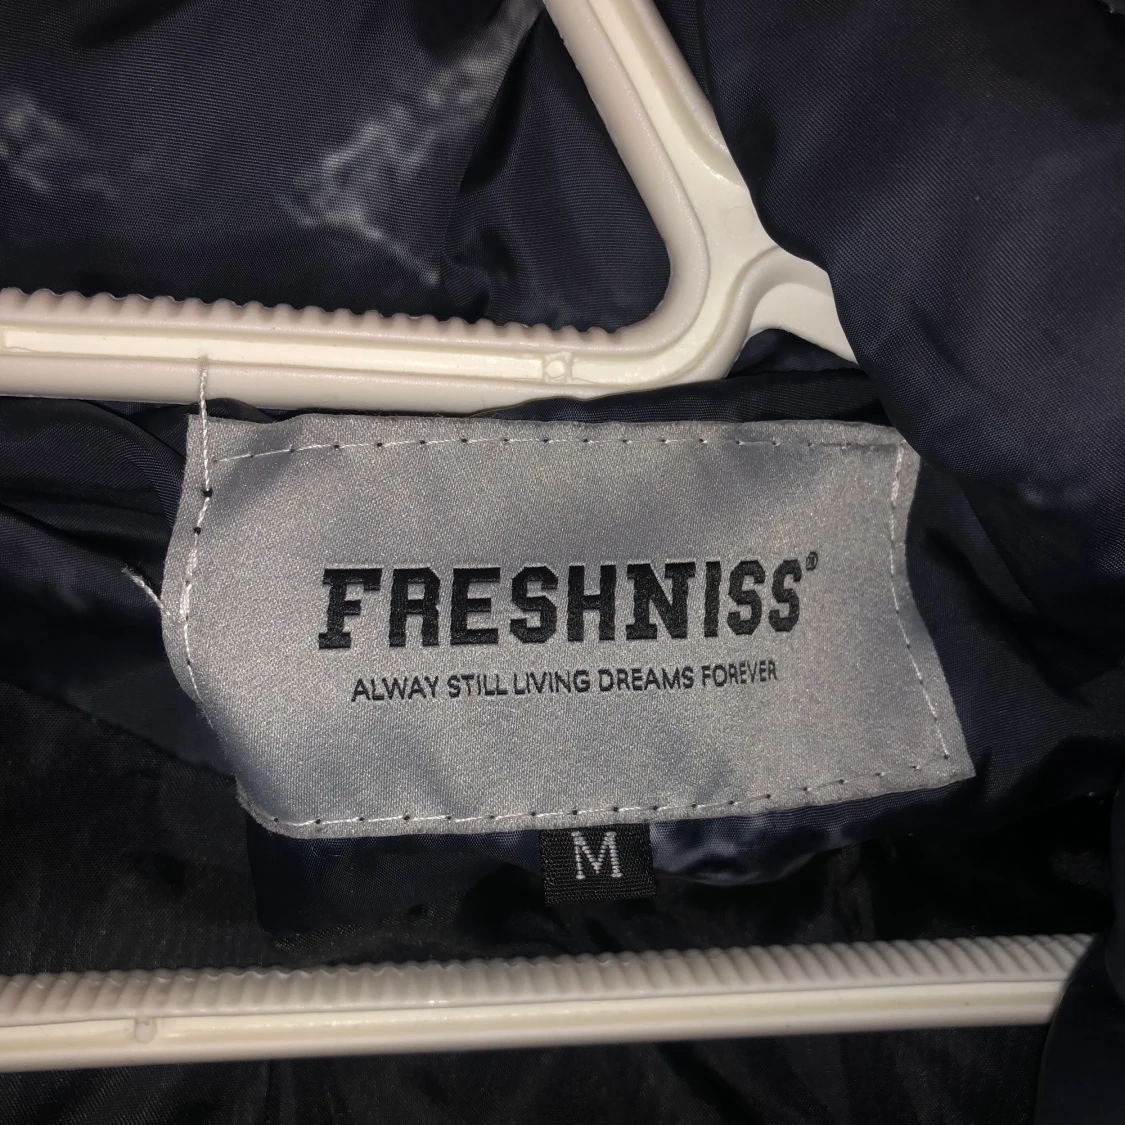 FRESHNISS®
ALWAY STILL LIVING DREAMS FOREVER
M